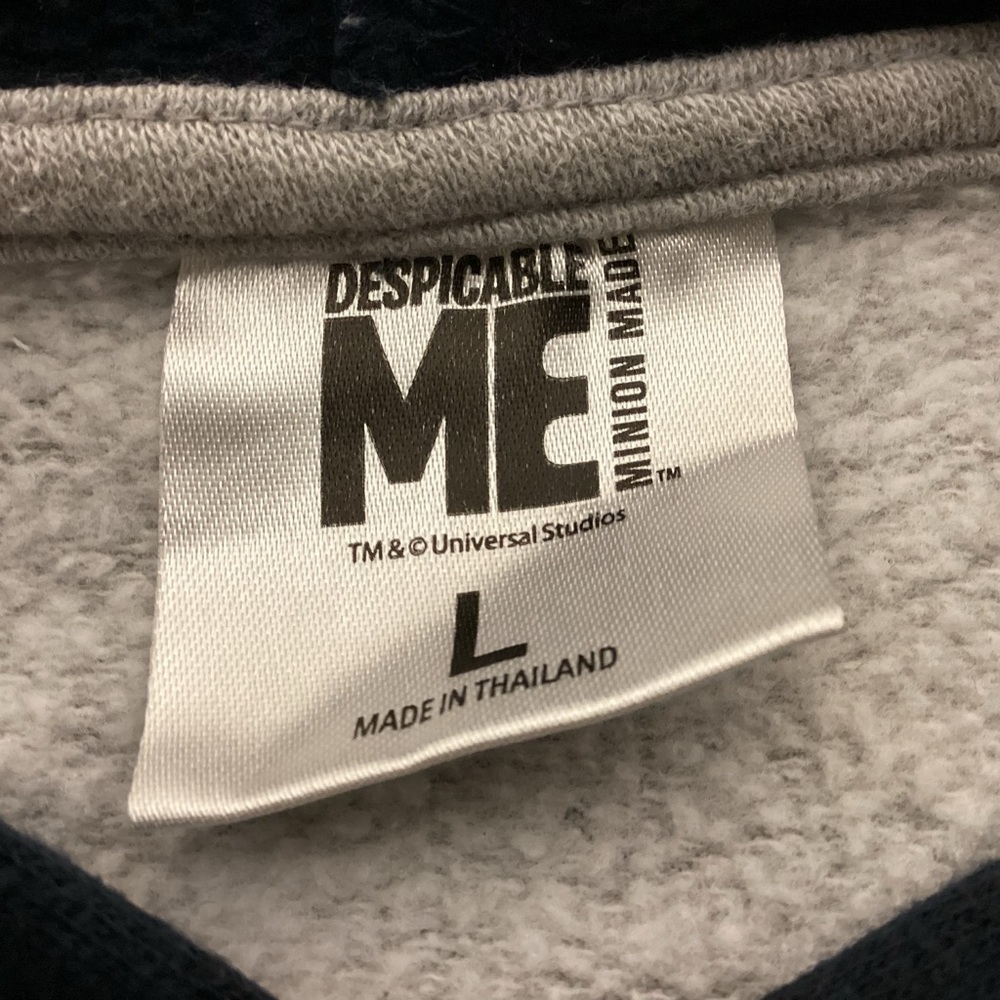 DESPICABLE
ME
MINION MADE
TM
TM & © Universal Studios
L
MADE IN THAILAND